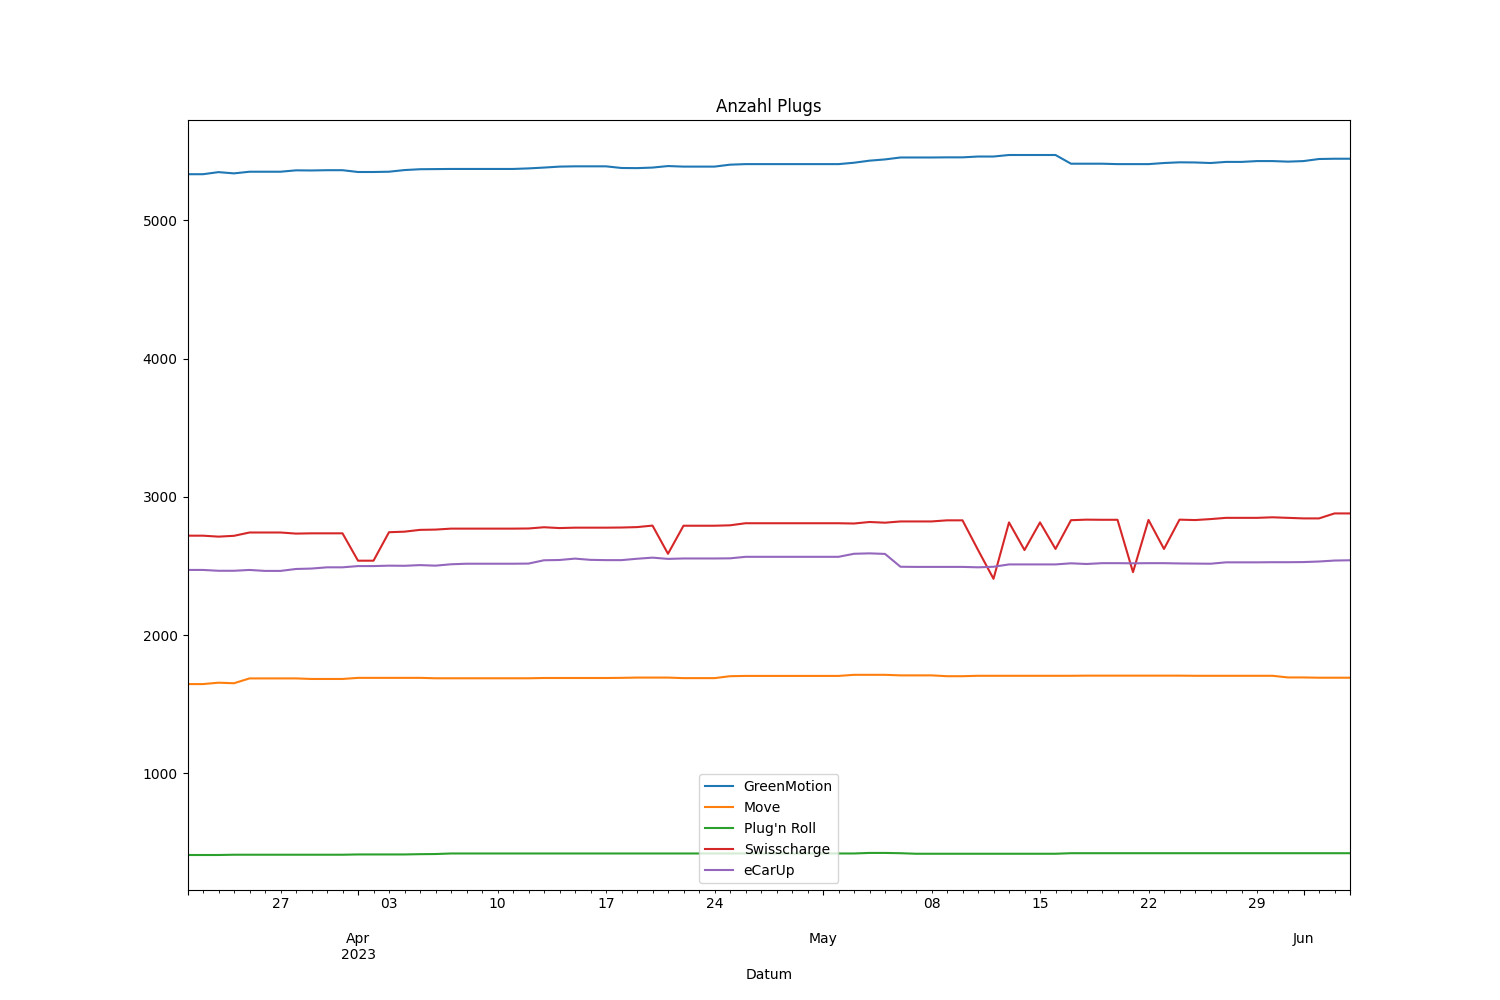 Anzahl Plugs
5000
4000
3000
2000
1000
GreenMotion
Move
Plug'n Roll
Swisscharge
eCarUp
27 03 10 17 24 08 15 22 29
Apr May Jun
2023
Datum